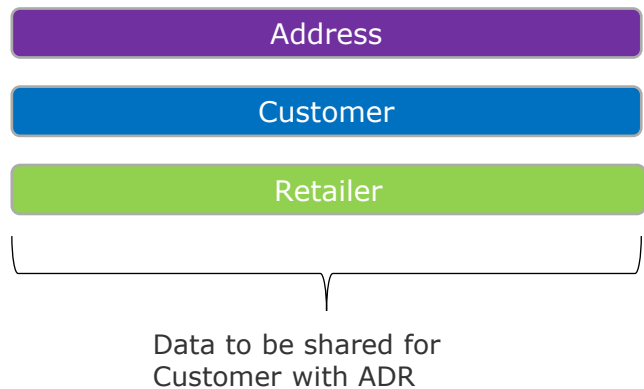 Address
Customer
Retailer
Data to be shared for
Customer with ADR